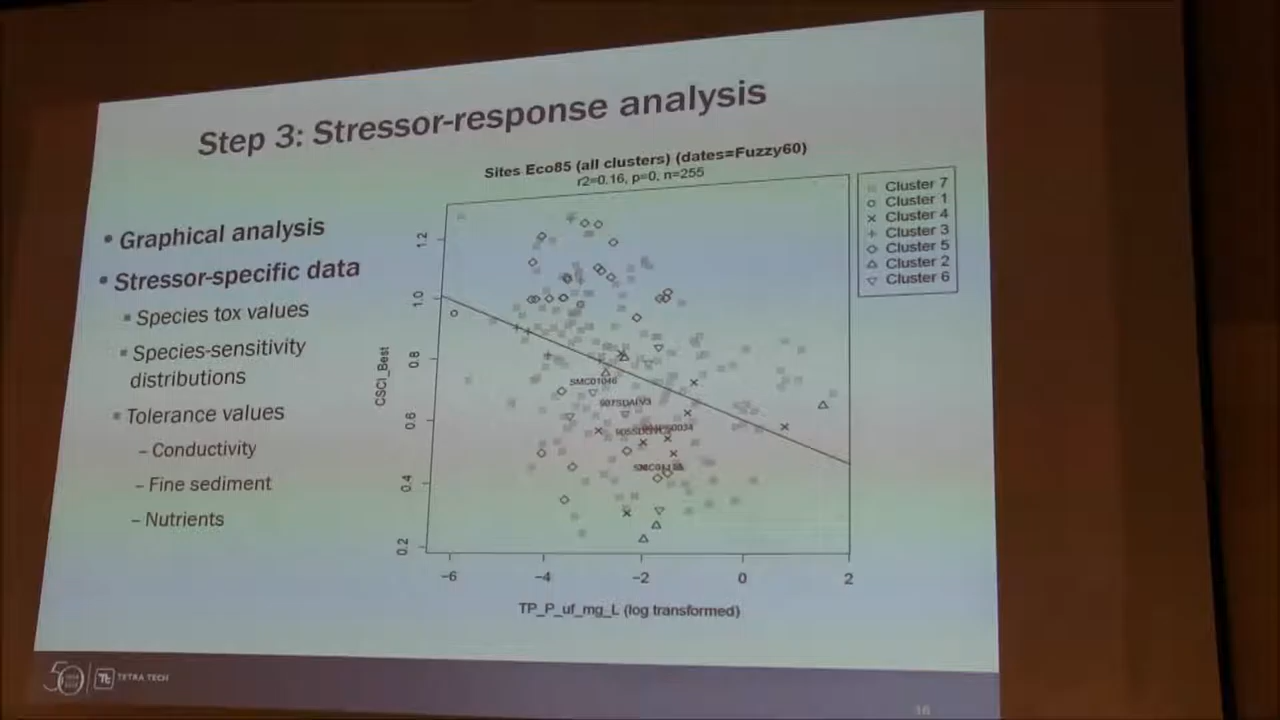 Step 3: Stressor-response analysis
• Graphical analysis
• Stressor-specific data
Species tox values
Species-sensitivity
distributions
Tolerance values
– Conductivity
– Fine sediment
– Nutrients
Sites Eco85 (all clusters) (dates=Fuzzy60)
r2=0.16, p=0, n=255
Cluster 7
Cluster 1
Cluster 4
Cluster 3
Cluster 5
Cluster 2
Cluster 6
CSCI_Best
1.2
1.0
0.8
0.6
0.4
0.2
SMC01046
–6
–4
–2
0
2
TP_P_uf_mg_L (log transformed)
50
Tt
TETRA TECH
16